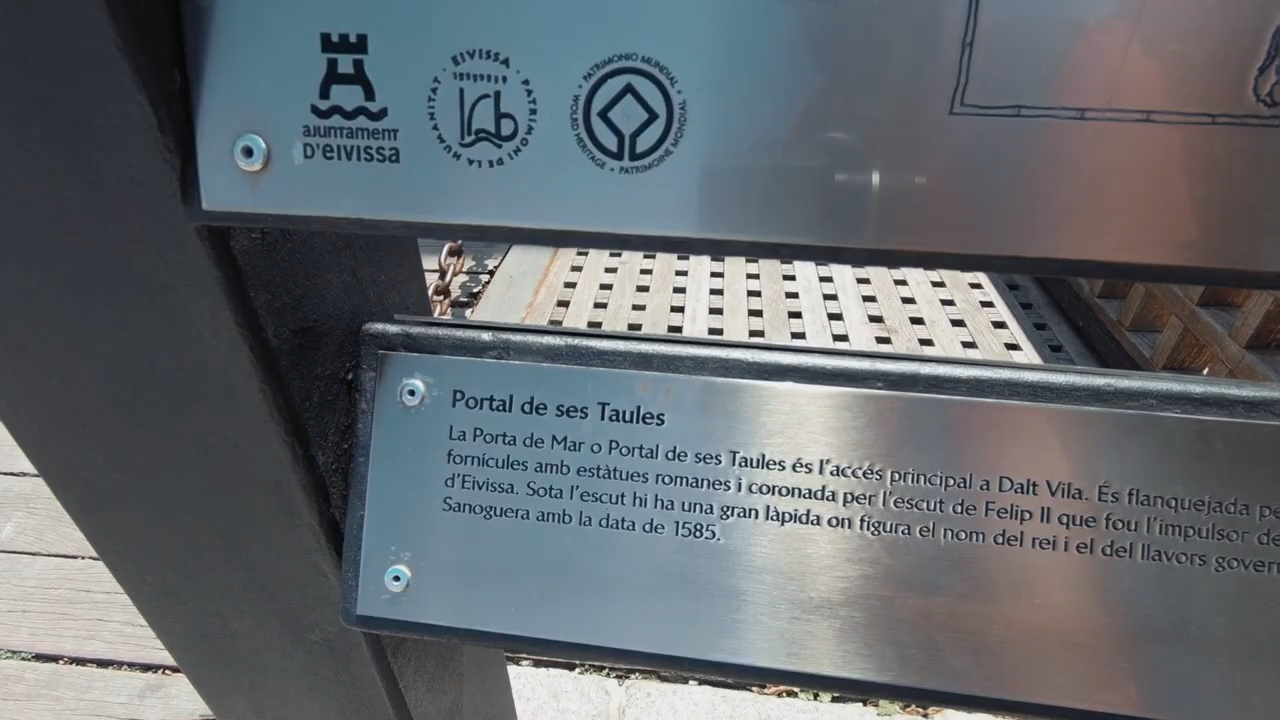 ajuntament
D'eivissa
EIVISSA · PATRIMONI DE LA HUMANITAT ·
PATRIMONIO MUNDIAL •
WORLD HERITAGE • PATRIMOINE MONDIAL
Portal de ses Taules
La Porta de Mar o Portal de ses Taules és l'accés principal a Dalt Vila. És flanquejada
fornícules amb estàtues romanes i coronada per l'escut de Felip II que fou l'impulsor
d'Eivissa. Sota l'escut hi ha una gran làpida on figura el nom del rei i el del llavors
Sanoguera amb la data de 1585.